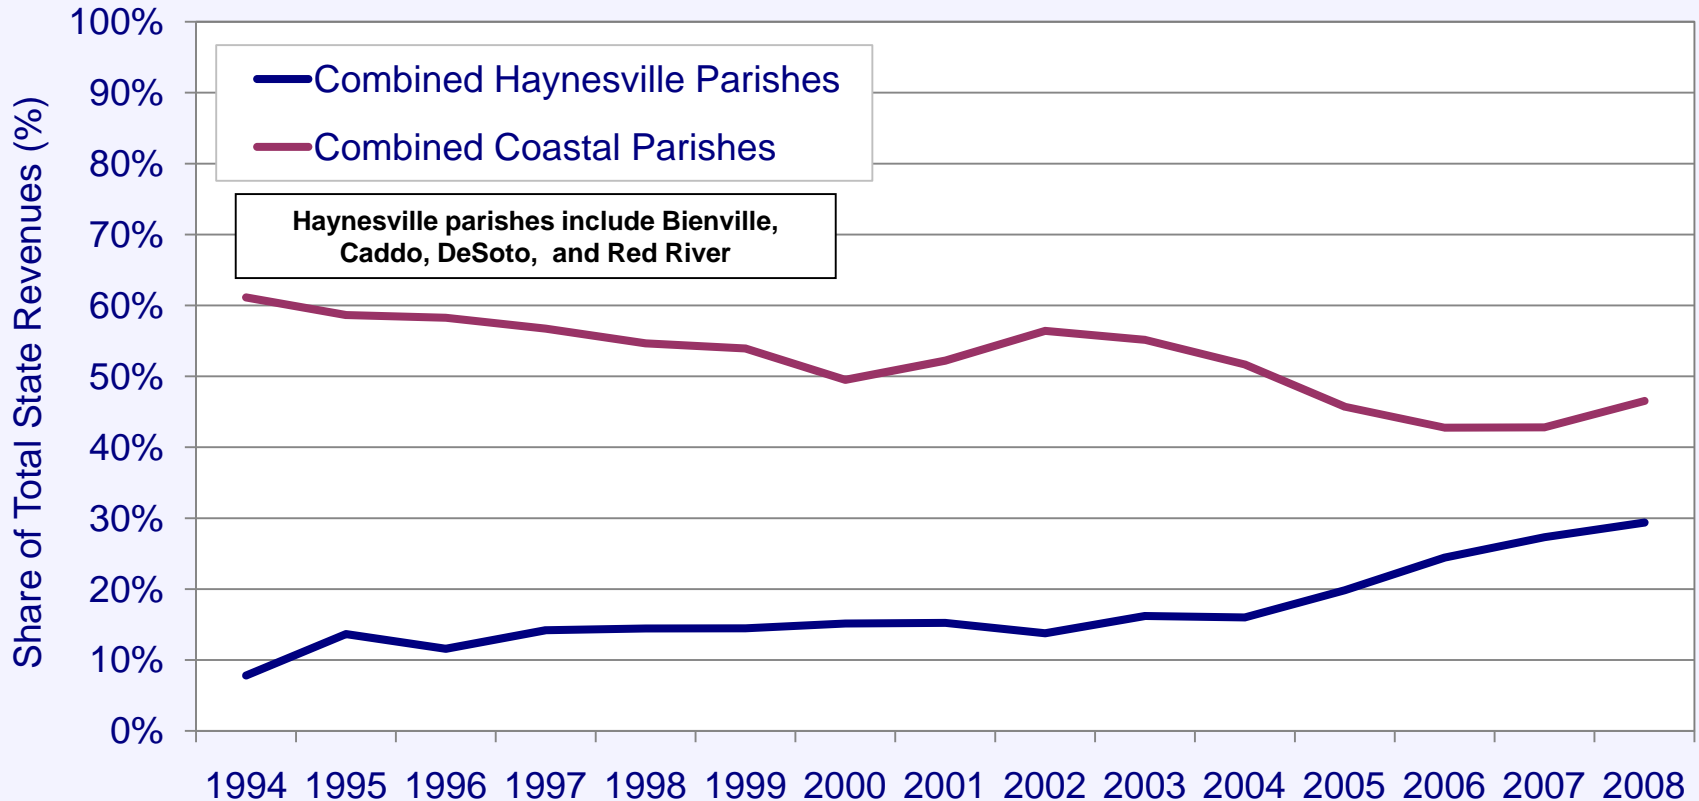 Share of Total State Revenues (%)
100%
90%
80%
70%
60%
50%
40%
30%
20%
10%
0%
Combined Haynesville Parishes
Combined Coastal Parishes
Haynesville parishes include Bienville,
Caddo, DeSoto,  and Red River
1994 1995 1996 1997 1998 1999 2000 2001 2002 2003 2004 2005 2006 2007 2008